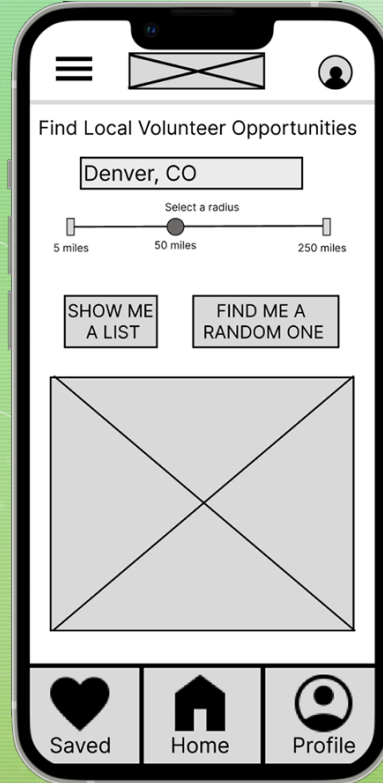 Find Local Volunteer Opportunities
Denver, CO
Select a radius
5 miles
50 miles
250 miles
SHOW ME
A LIST
FIND ME A
RANDOM ONE
Saved
Home
Profile